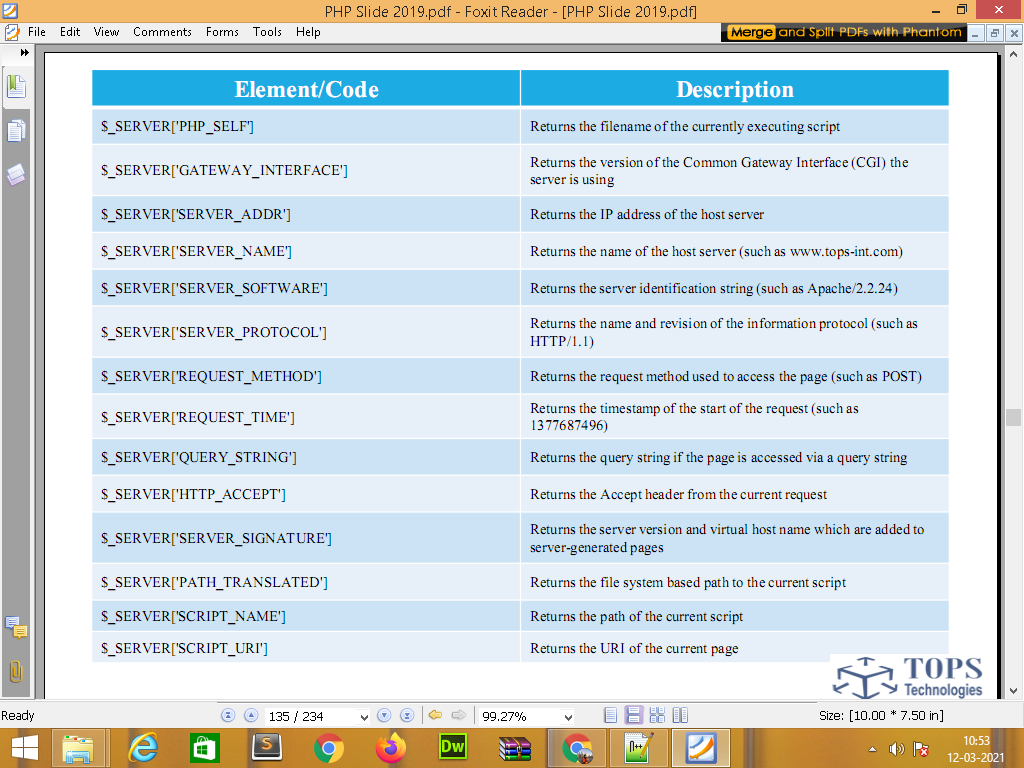 PHP Slide 2019.pdf - Foxit Reader - [PHP Slide 2019.pdf]
File Edit View Comments Forms Tools Help
Merge and Split PDFs with Phantom
Element/Code Description
$_SERVER['PHP_SELF'] Returns the filename of the currently executing script
$_SERVER['GATEWAY_INTERFACE'] Returns the version of the Common Gateway Interface (CGI) the
server is using
$_SERVER['SERVER_ADDR'] Returns the IP address of the host server
$_SERVER['SERVER_NAME'] Returns the name of the host server (such as www.tops-int.com)
$_SERVER['SERVER_SOFTWARE'] Returns the server identification string (such as Apache/2.2.24)
$_SERVER['SERVER_PROTOCOL'] Returns the name and revision of the information protocol (such as
HTTP/1.1)
$_SERVER['REQUEST_METHOD'] Returns the request method used to access the page (such as POST)
$_SERVER['REQUEST_TIME'] Returns the timestamp of the start of the request (such as
1377687496)
$_SERVER['QUERY_STRING'] Returns the query string if the page is accessed via a query string
$_SERVER['HTTP_ACCEPT'] Returns the Accept header from the current request
$_SERVER['SERVER_SIGNATURE'] Returns the server version and virtual host name which are added to
server-generated pages
$_SERVER['PATH_TRANSLATED'] Returns the file system based path to the current script
$_SERVER['SCRIPT_NAME'] Returns the path of the current script
$_SERVER['SCRIPT_URI'] Returns the URI of the current page
TOPS
Technologies
Ready 135 / 234 99.27% Size: [10.00 * 7.50 in]
S Dw n++
10:53
12-03-2021